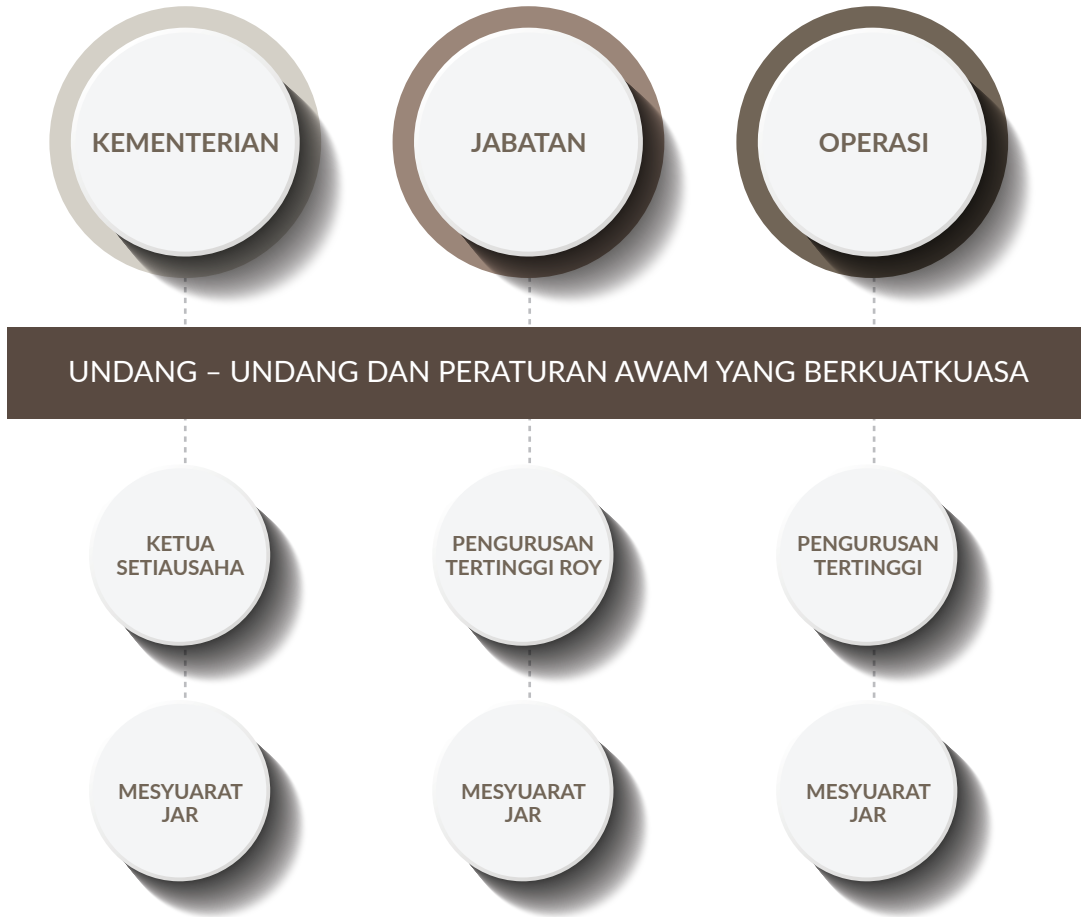 KEMENTERIAN
JABATAN
OPERASI
UNDANG – UNDANG DAN PERATURAN AWAM YANG BERKUATKUASA
KETUA
SETIAUSAHA
PENGURUSAN
TERTINGGI ROY
PENGURUSAN
TERTINGGI
MESYUARAT
JAR
MESYUARAT
JAR
MESYUARAT
JAR